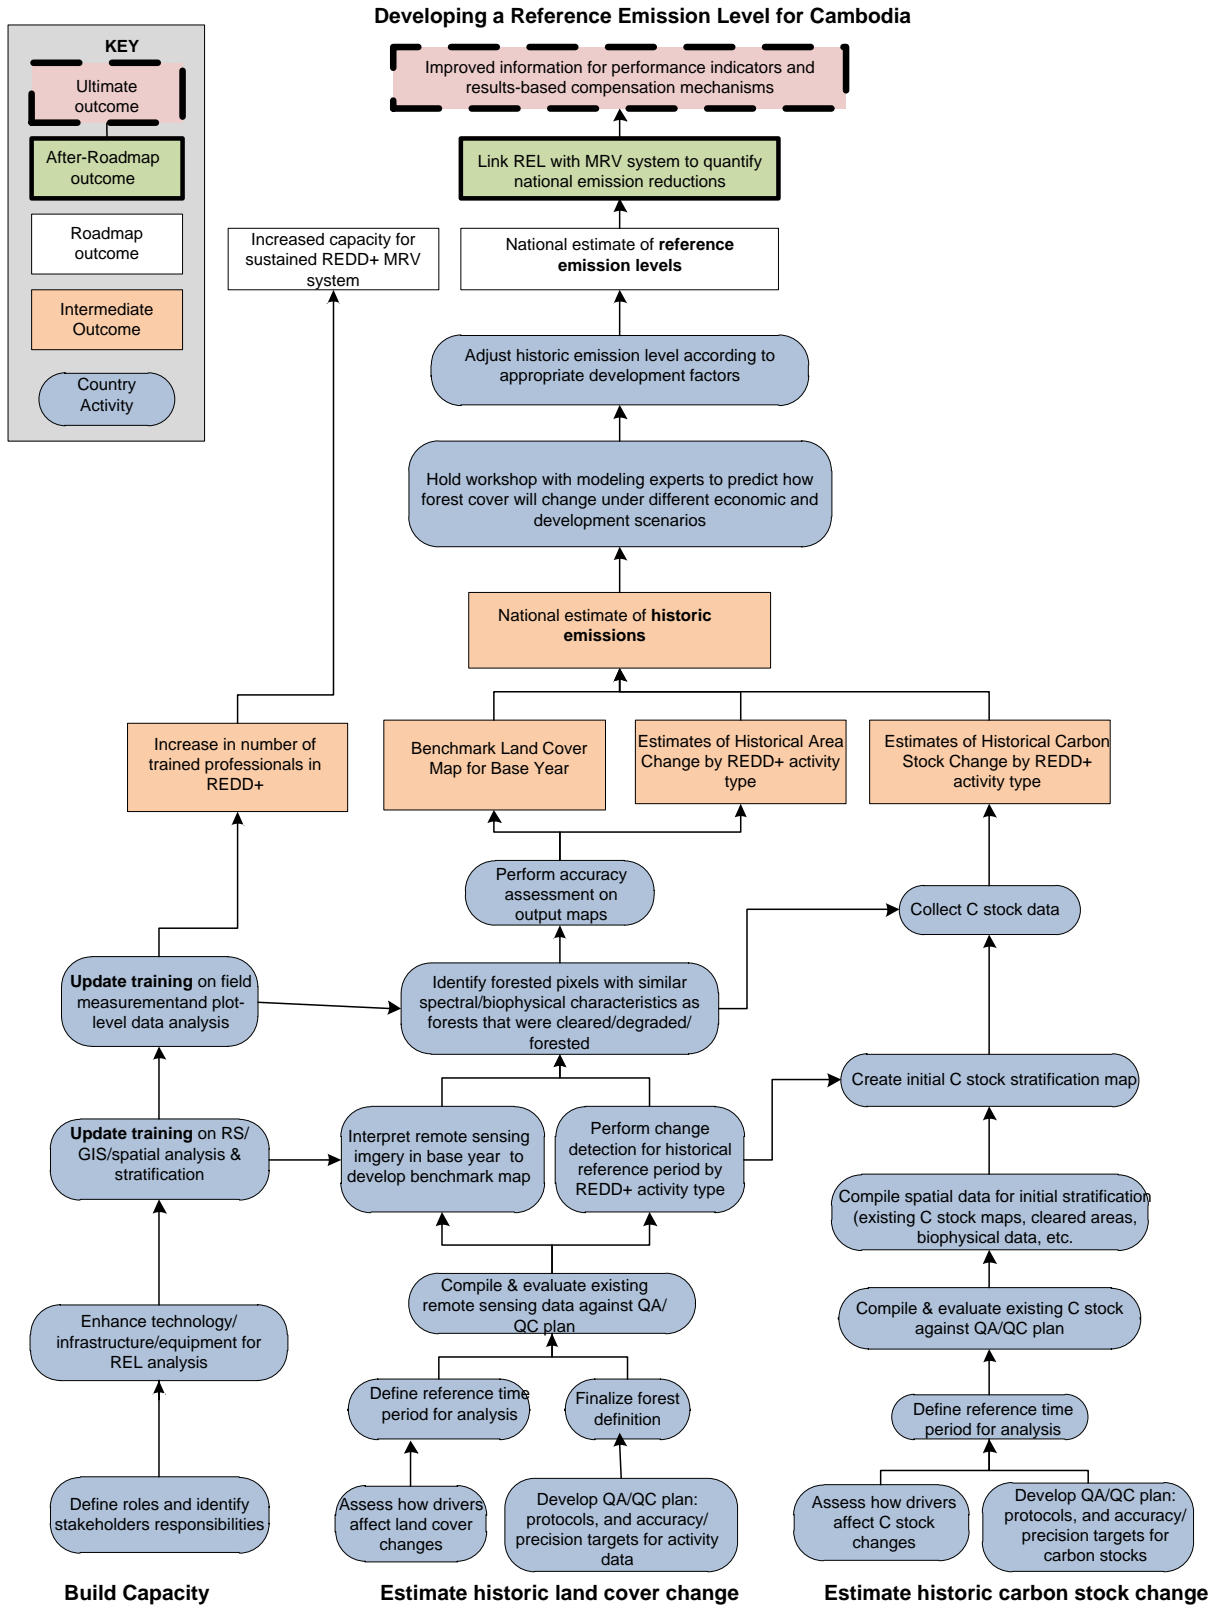 Developing a Reference Emission Level for Cambodia
KEY
Ultimate
outcome
After-Roadmap
outcome
Roadmap
outcome
Intermediate
Outcome
Country
Activity
Improved information for performance indicators and
results-based compensation mechanisms
Link REL with MRV system to quantify
national emission reductions
Increased capacity for
sustained REDD+ MRV
system
National estimate of reference
emission levels
Adjust historic emission level according to
appropriate development factors
Hold workshop with modeling experts to predict how
forest cover will change under different economic and
development scenarios
National estimate of historic
emissions
Increase in number of
trained professionals in
REDD+
Benchmark Land Cover
Map for Base Year
Estimates of Historical Area
Change by REDD+ activity
type
Estimates of Historical Carbon
Stock Change by REDD+
activity type
Perform accuracy
assessment on
output maps
Collect C stock data
Update training on field
measurementand plot-
level data analysis
Identify forested pixels with similar
spectral/biophysical characteristics as
forests that were cleared/degraded/
forested
Create initial C stock stratification map
Update training on RS/
GIS/spatial analysis &
stratification
Interpret remote sensing
imgery in base year to
develop benchmark map
Perform change
detection for historical
reference period by
REDD+ activity type
Compile spatial data for initial stratification
(existing C stock maps, cleared areas,
biophysical data, etc.
Enhance technology/
infrastructure/equipment for
REL analysis
Compile & evaluate existing
remote sensing data against QA/
QC plan
Compile & evaluate existing C stock
against QA/QC plan
Define reference time
period for analysis
Finalize forest
definition
Define reference time
period for analysis
Define roles and identify
stakeholders responsibilities
Assess how drivers
affect land cover
changes
Develop QA/QC plan:
protocols, and accuracy/
precision targets for activity
data
Assess how drivers
affect C stock
changes
Develop QA/QC plan:
protocols, and accuracy/
precision targets for
carbon stocks
Build Capacity
Estimate historic land cover change
Estimate historic carbon stock change